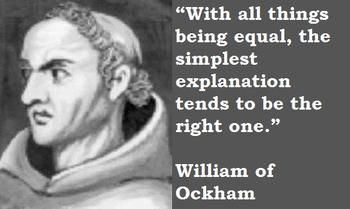 “With all things
being equal, the
simplest
explanation
tends to be the
right one.”
William of
Ockham